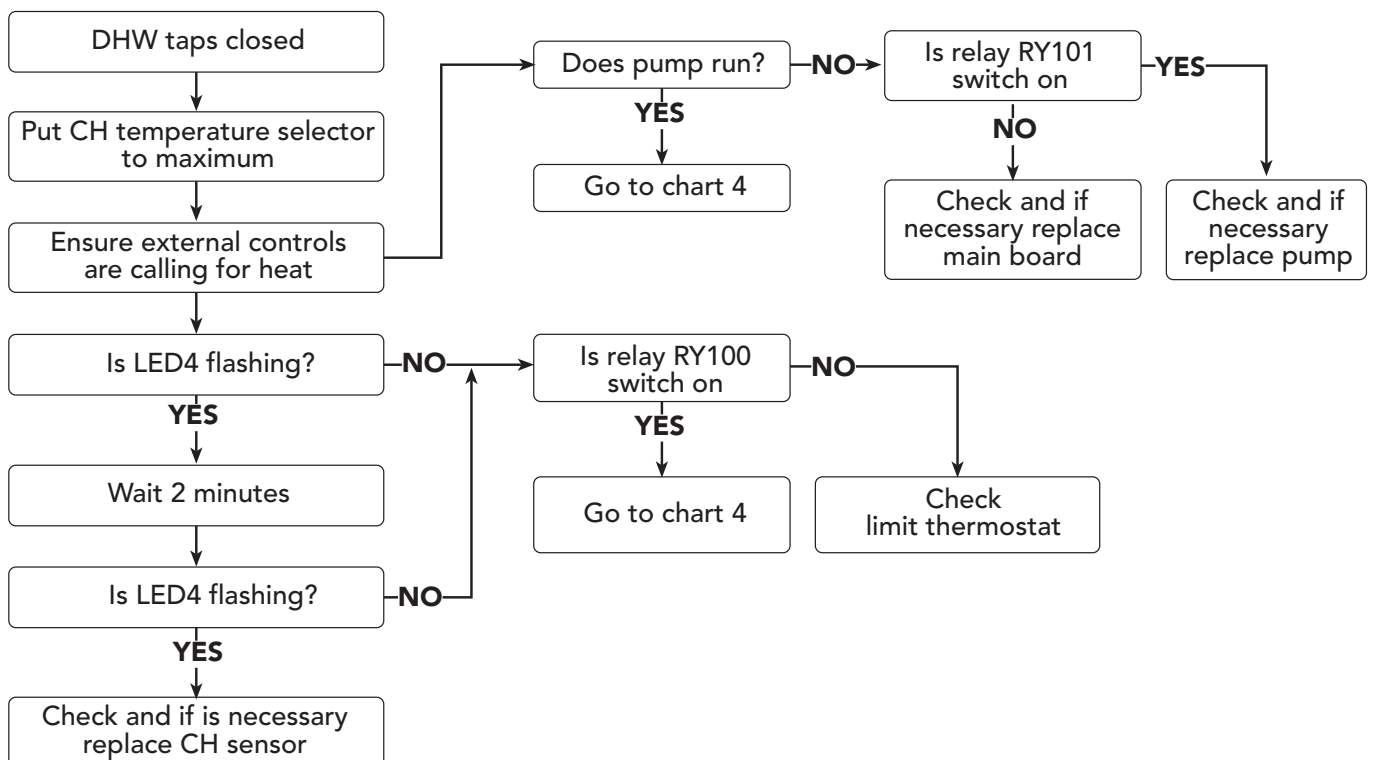 DHW taps closed
Put CH temperature selector
to maximum
Ensure external controls
are calling for heat
Is LED4 flashing?
NO
YES
Wait 2 minutes
Is LED4 flashing?
NO
YES
Check and if is necessary
replace CH sensor
Does pump run?
NO
YES
Go to chart 4
Is relay RY101
switch on
YES
NO
Check and if
necessary replace
main board
Check and if
necessary
replace pump
Is relay RY100
switch on
NO
YES
Go to chart 4
Check
limit thermostat